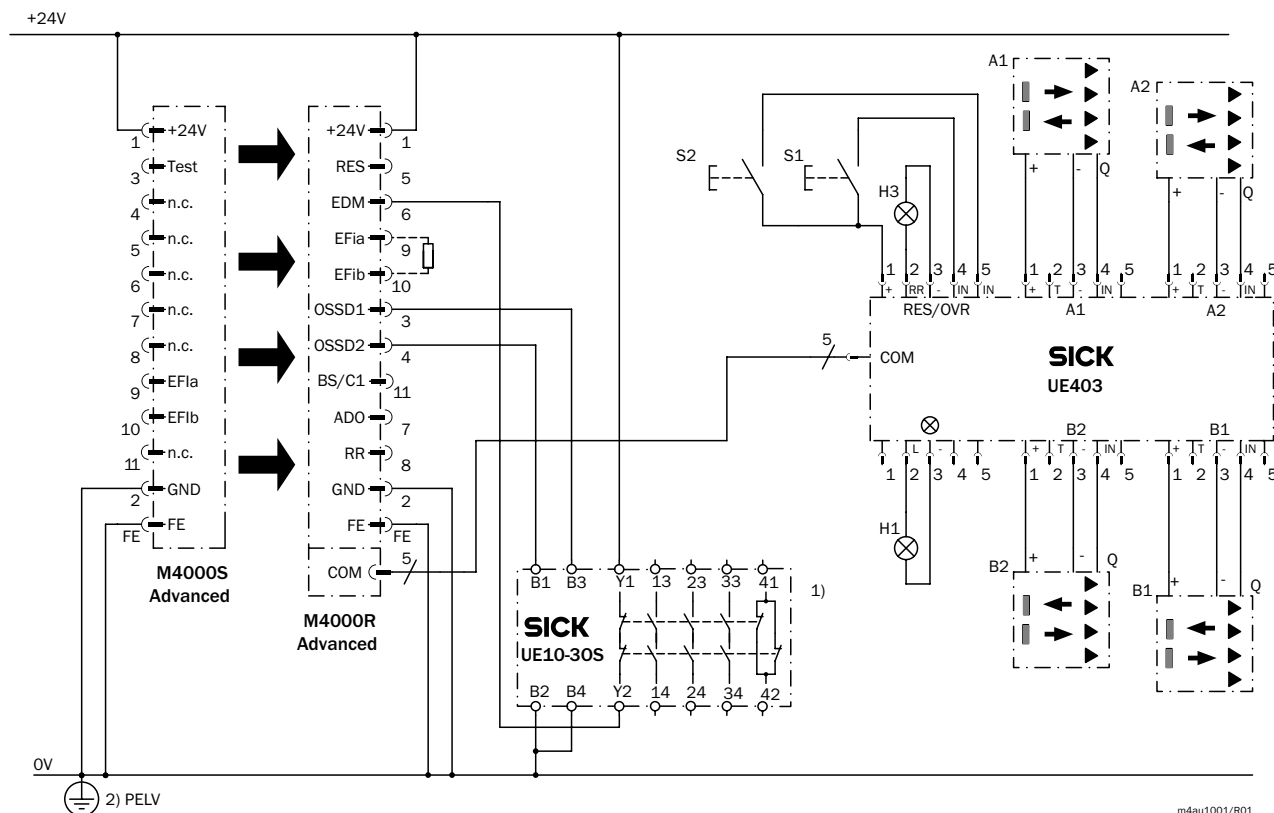 +24V
A1
A2
+24V
1
Test
3
n.c.
4
n.c.
5
n.c.
6
n.c.
7
n.c.
8
EFIa
9
EFIb
10
n.c.
11
GND
2
FE
FE
M4000S
Advanced
+24V
1
RES
5
EDM
6
EFia
9
EFib
10
OSSD1
3
OSSD2
4
BS/C1
11
ADO
7
RR
8
GND
2
FE
FE
COM
5
M4000R
Advanced
S2
S1
H3
+ - Q
+ - Q
1 2 3 4 5
+ RR - IN IN
RES/OVR
1 2 3 4 5
+ T - IN
A1
1 2 3 4 5
+ T - IN
A2
5
COM
SICK
UE403
L -
1 2 3 4 5
B2
+ T - IN
1 2 3 4 5
B1
+ T - IN
1 2 3 4 5
H1
+ - Q
B2
+ - Q
B1
B1 B3 Y1 13 23 33 41
1)
SICK
UE10-3OS
B2 B4 Y2 14 24 34 42
0V
2) PELV
m4au1001/R01